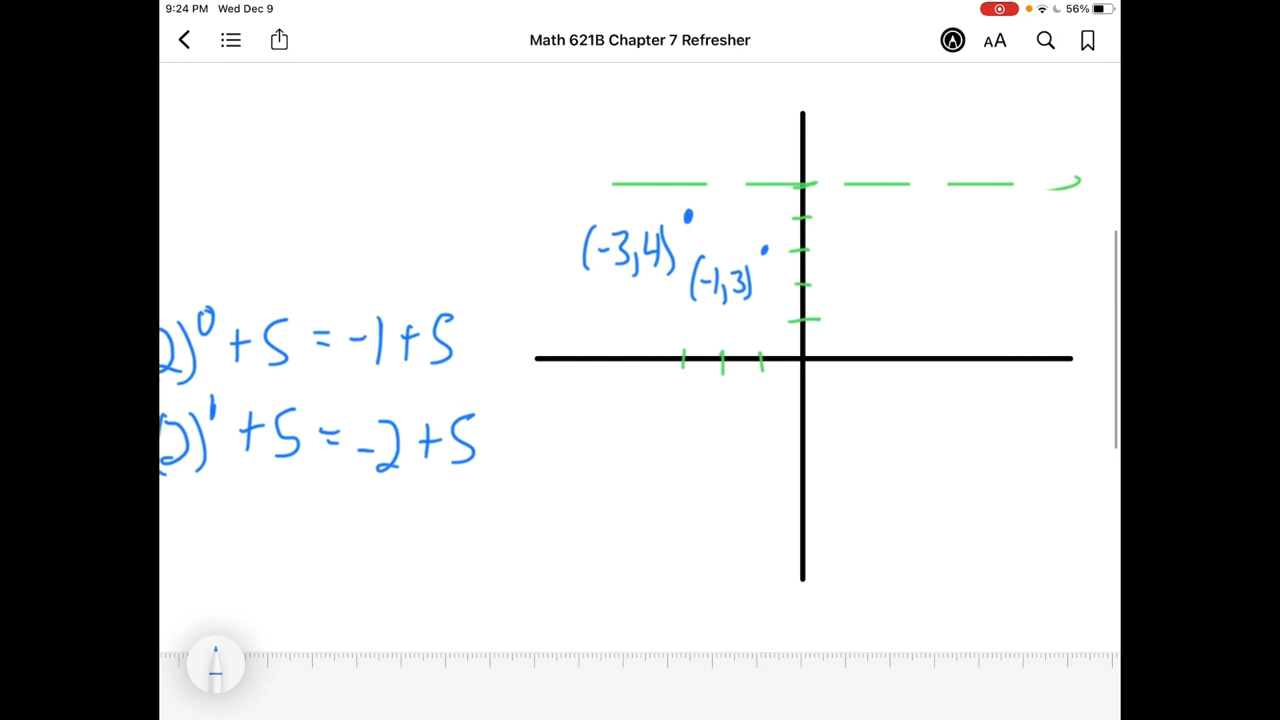 9:24 PM Wed Dec 9
56%
Math 621B Chapter 7 Refresher
AA
(-3,4)
(-1,3)
2)⁰ + 5 = -1 + 5
2)¹ + 5 = -2 + 5